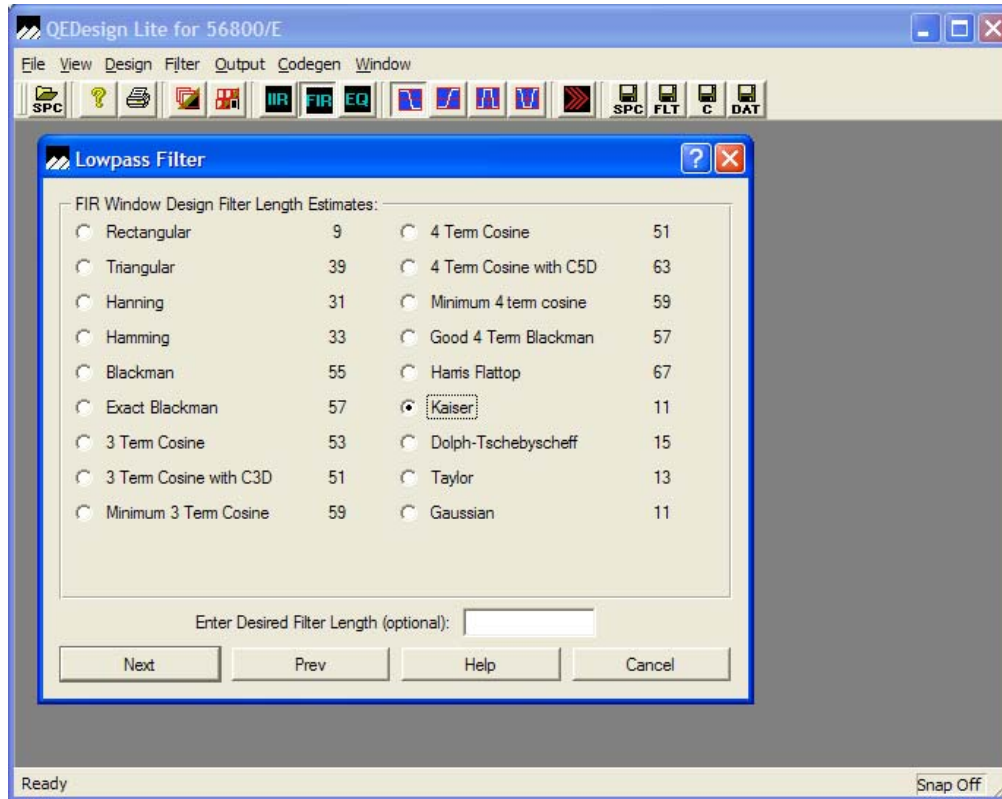 QEDesign Lite for 56800/E
File View Design Filter Output Codegen Window
SPC ? IIR FIR EQ SPC FLT C DAT
Lowpass Filter
FIR Window Design Filter Length Estimates:
Rectangular 9 4 Term Cosine 51
Triangular 39 4 Term Cosine with C5D 63
Hanning 31 Minimum 4 term cosine 59
Hamming 33 Good 4 Term Blackman 57
Blackman 55 Harris Flattop 67
Exact Blackman 57 Kaiser 11
3 Term Cosine 53 Dolph-Tschebyscheff 15
3 Term Cosine with C3D 51 Taylor 13
Minimum 3 Term Cosine 59 Gaussian 11
Enter Desired Filter Length (optional):
Next Prev Help Cancel
Ready Snap Off